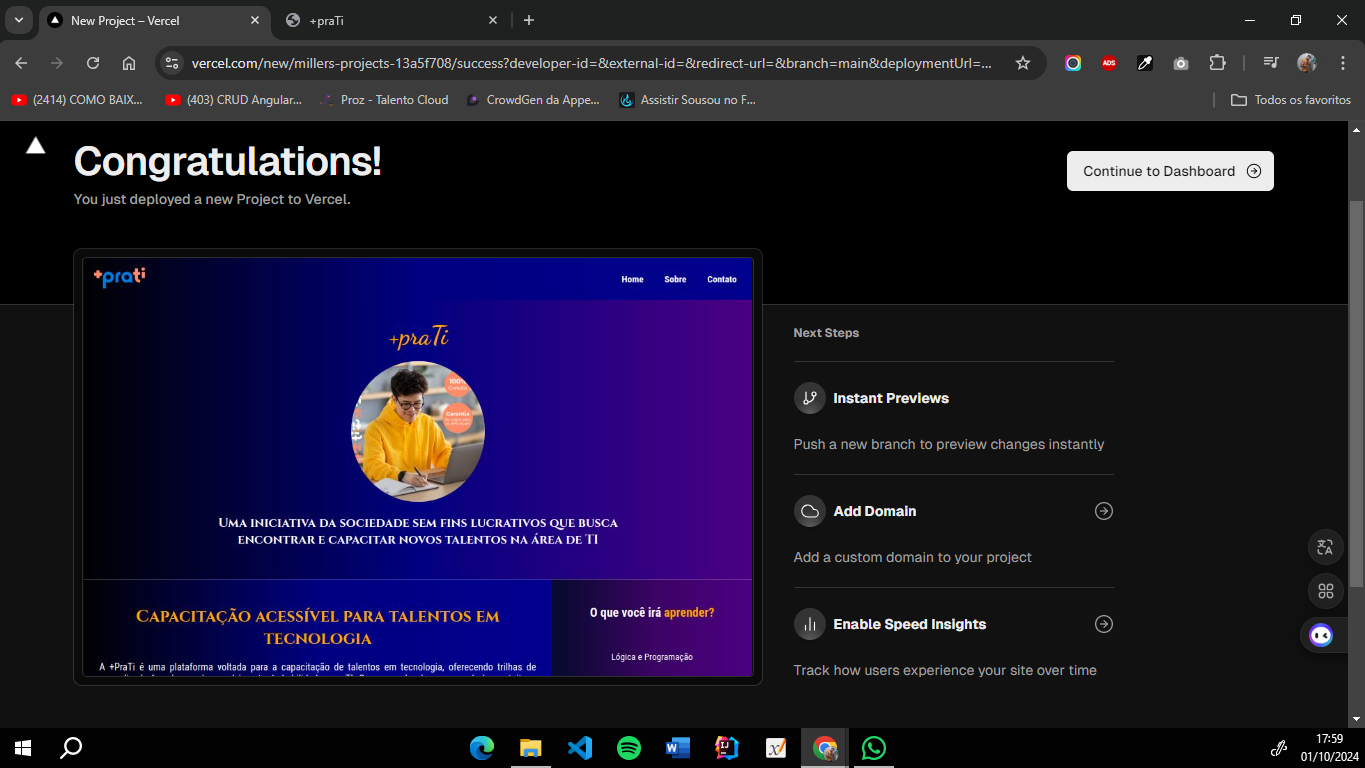 New Project – Vercel
+praTi
vercel.com/new/millers-projects-13a5f708/success?developer-id=&external-id=&redirect-url=&branch=main&deploymentUrl=...
ADS
(2414) COMO BAIX...
(403) CRUD Angular...
Proz - Talento Cloud
CrowdGen da Appe...
Assistir Sousou no F...
Todos os favoritos
Congratulations!
You just deployed a new Project to Vercel.
Continue to Dashboard
+prati
Home
Sobre
Contato
+praTi
100%
Garantia
Uma iniciativa da sociedade sem fins lucrativos que busca
encontrar e capacitar novos talentos na área de TI
Capacitação acessível para talentos em
tecnologia
A +PraTi é uma plataforma voltada para a capacitação de talentos em tecnologia, oferecendo trilhas de
O que você irá aprender?
Lógica e Programação
Next Steps
Instant Previews
Push a new branch to preview changes instantly
Add Domain
Add a custom domain to your project
Enable Speed Insights
Track how users experience your site over time
17:59
01/10/2024